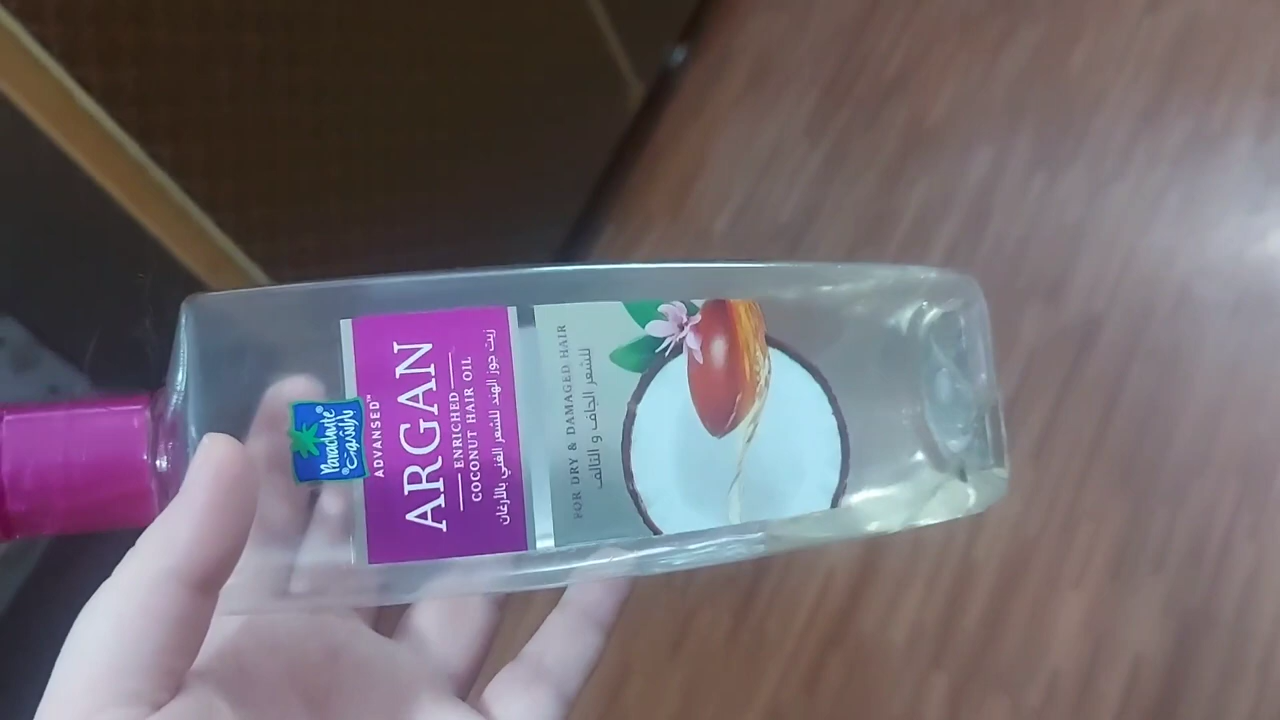 Parachute®
باراشوت®
ADVANSED™
ARGAN
ENRICHED
COCONUT HAIR OIL
زيت جوز الهند للشعر الغني بالأرغان
FOR DRY & DAMAGED HAIR
للشعر الجاف و التالف